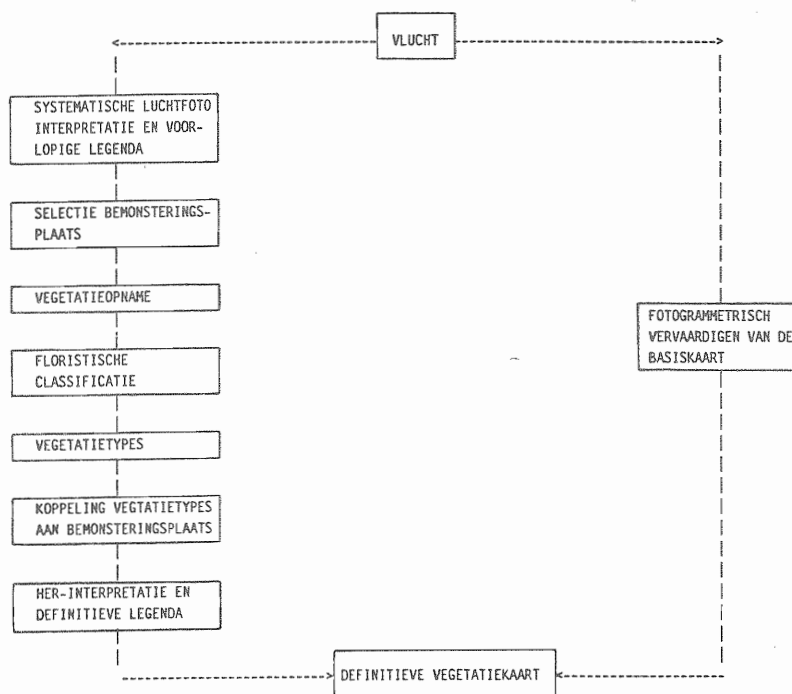 VLUCHT
SYSTEMATISCHE LUCHTFOTO
INTERPRETATIE EN VOOR-
LOPIGE LEGENDA
SELECTIE BEMONSTERINGS-
PLAATS
VEGETATIEOPNAME
FLORISTISCHE
CLASSIFICATIE
VEGETATIETYPES
KOPPELING VEGTATIETYPES
AAN BEMONSTERINGSPLAATS
HER-INTERPRETATIE EN
DEFINITIEVE LEGENDA
FOTOGRAMMETRISCH
VERVAARDIGEN VAN DE
BASISKAART
DEFINITIEVE VEGETATIEKAART